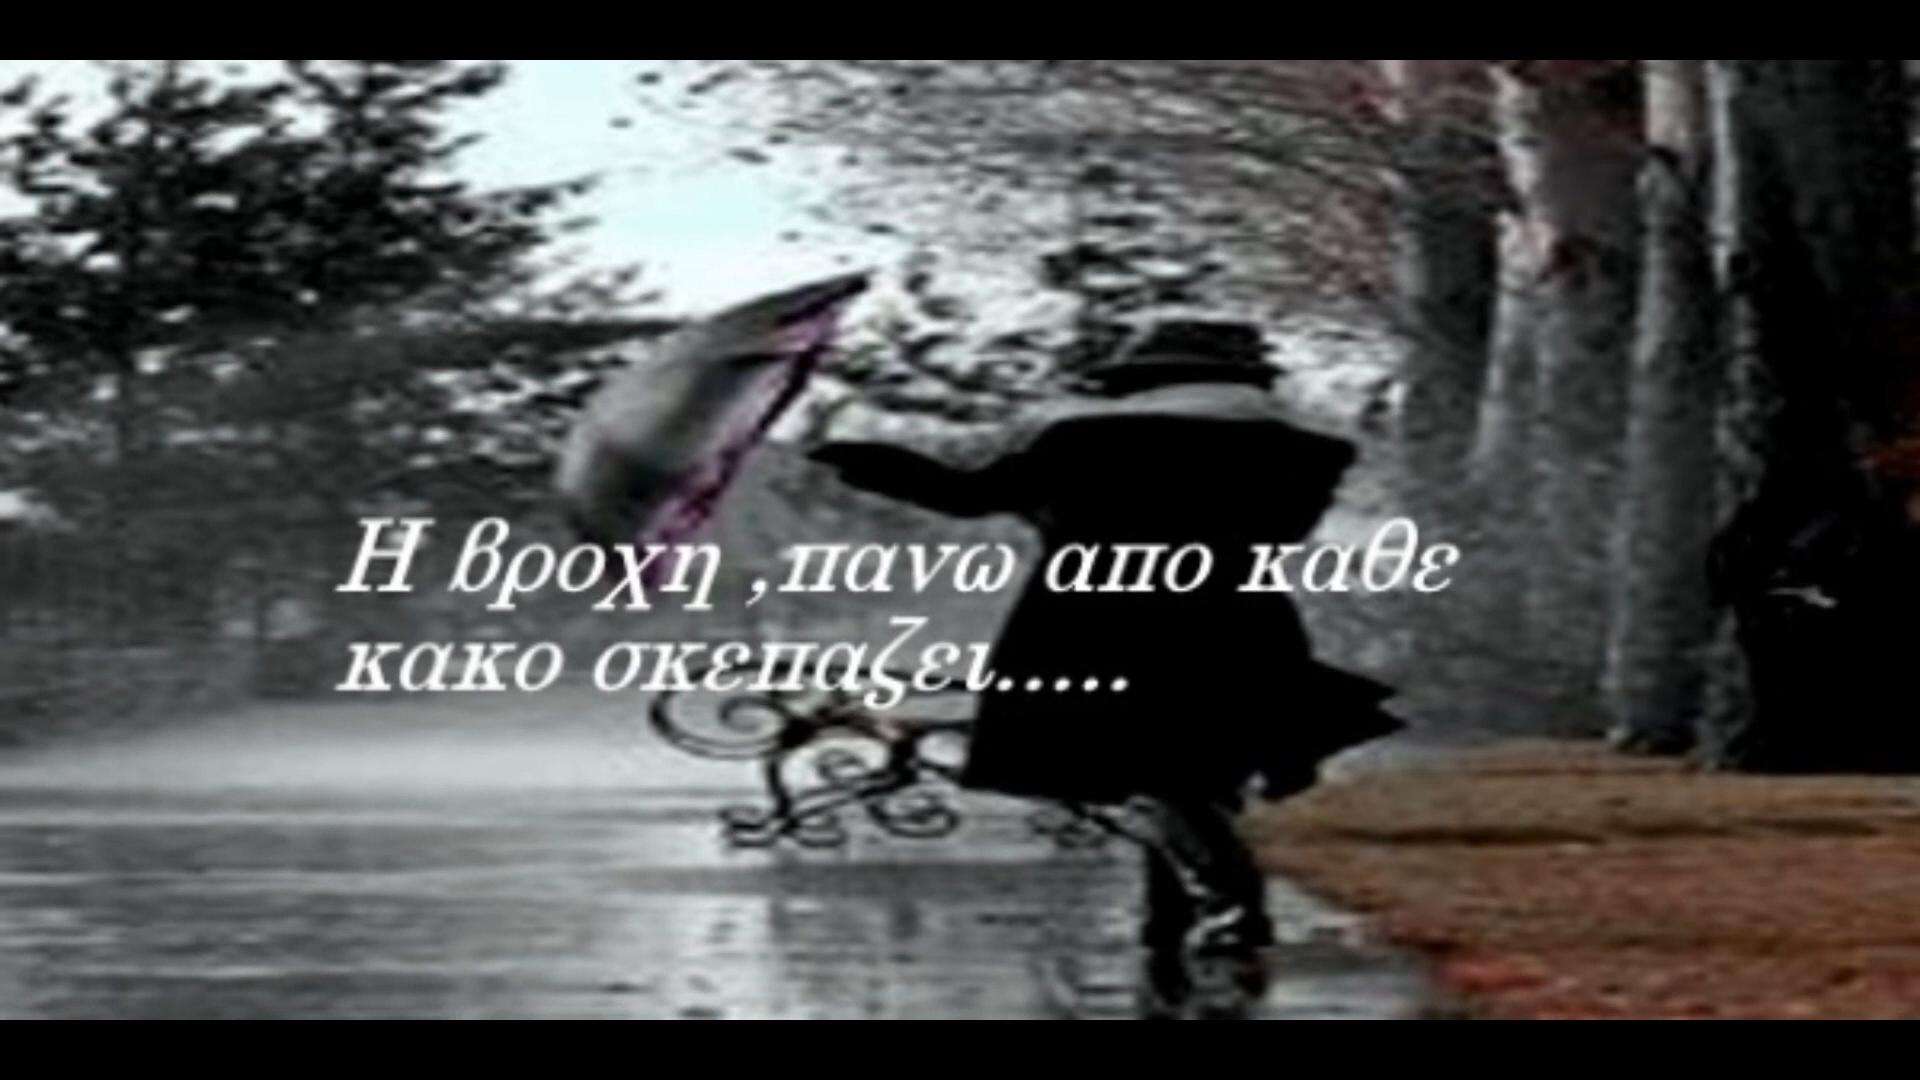 Η βροχη ,πανω απο καθε
κακο σκεπαζει.....